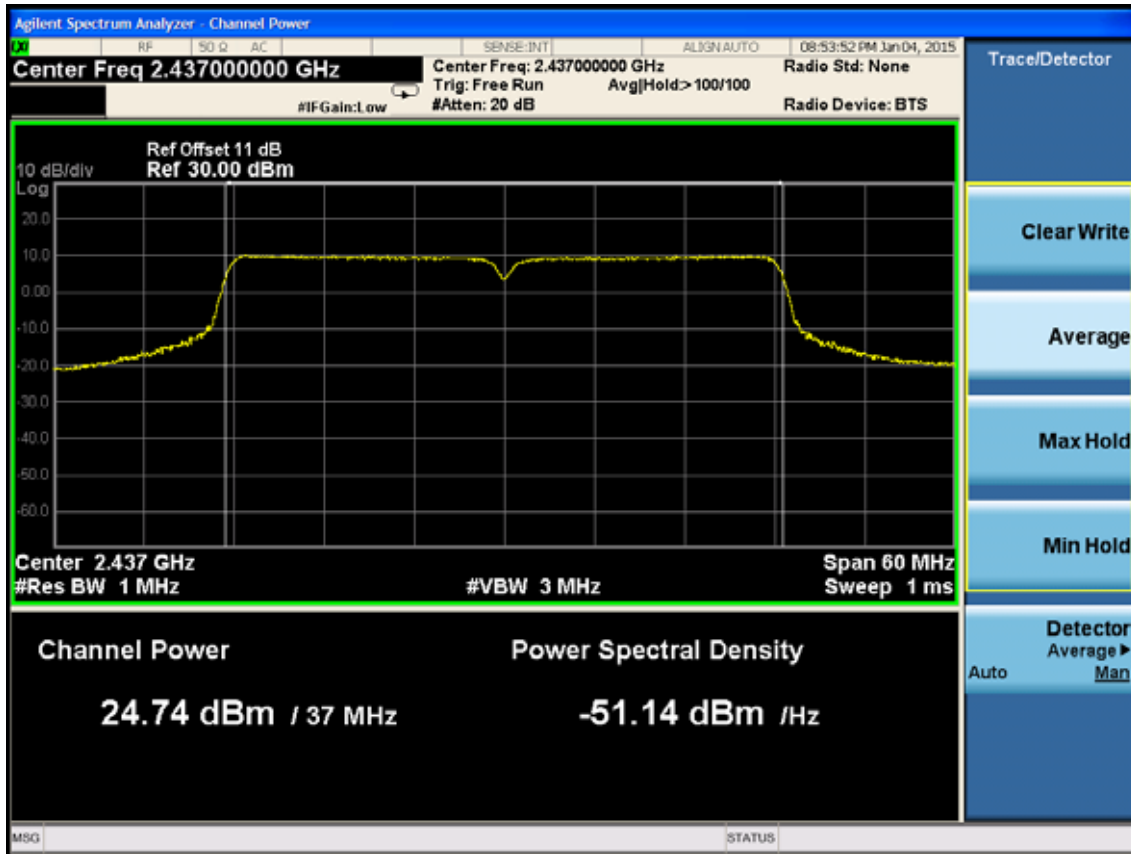 Agilent Spectrum Analyzer - Channel Power
RF 50 Ω AC SENSE:INT ALIGN AUTO 08:53:52 PM Jan 04, 2015
Center Freq 2.437000000 GHz
Center Freq: 2.437000000 GHz
Radio Std: None
Trig: Free Run Avg|Hold:> 100/100
#IFGain:Low #Atten: 20 dB Radio Device: BTS
Ref Offset 11 dB
10 dB/div Ref 30.00 dBm
Log
20.0
10.0
0.00
-10.0
-20.0
-30.0
-40.0
-50.0
-60.0
Center 2.437 GHz Span 60 MHz
#Res BW 1 MHz #VBW 3 MHz Sweep 1 ms
Channel Power Power Spectral Density
24.74 dBm / 37 MHz -51.14 dBm /Hz
MSG STATUS
Trace/Detector
Clear Write
Average
Max Hold
Min Hold
Detector
Average▶
Auto Man